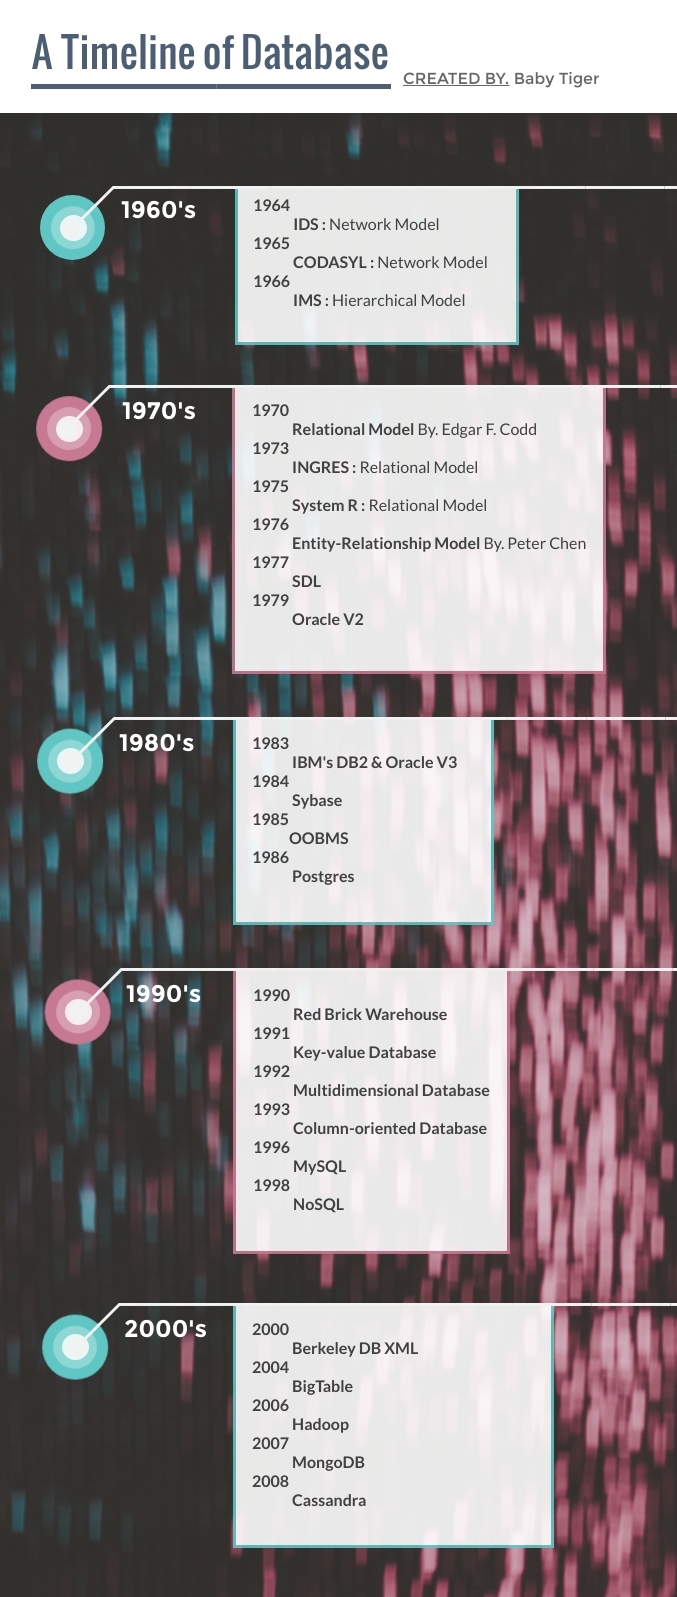 A Timeline of Database
CREATED BY. Baby Tiger
1960's
1964
IDS : Network Model
1965
CODASYL : Network Model
1966
IMS : Hierarchical Model
1970's
1970
Relational Model By. Edgar F. Codd
1973
INGRES : Relational Model
1975
System R : Relational Model
1976
Entity-Relationship Model By. Peter Chen
1977
SDL
1979
Oracle V2
1980's
1983
IBM's DB2 & Oracle V3
1984
Sybase
1985
OOBMS
1986
Postgres
1990's
1990
Red Brick Warehouse
1991
Key-value Database
1992
Multidimensional Database
1993
Column-oriented Database
1996
MySQL
1998
NoSQL
2000's
2000
Berkeley DB XML
2004
BigTable
2006
Hadoop
2007
MongoDB
2008
Cassandra